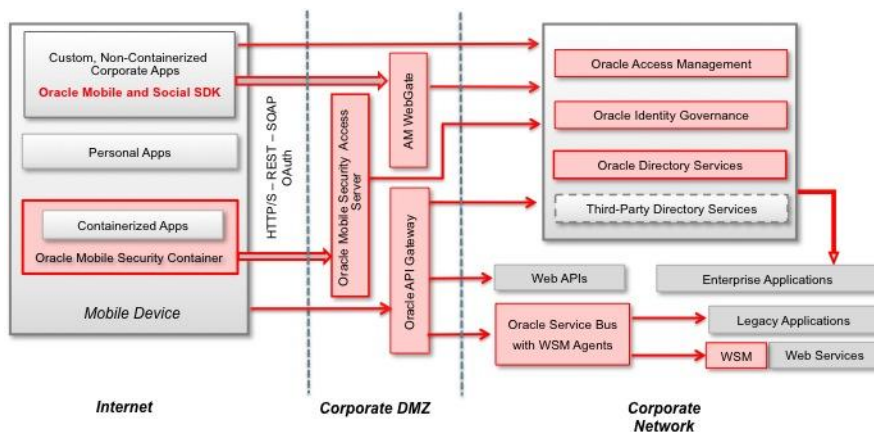 Custom, Non-Containerized
Corporate Apps
Oracle Mobile and Social SDK
Personal Apps
Containerized Apps
Oracle Mobile Security Container
Mobile Device
HTTP/S – REST – SOAP
OAuth
Oracle Mobile Security Access
Server
AM WebGate
Oracle API Gateway
Oracle Access Management
Oracle Identity Governance
Oracle Directory Services
Third-Party Directory Services
Web APIs
Enterprise Applications
Oracle Service Bus
with WSM Agents
Legacy Applications
WSM
Web Services
Internet
Corporate DMZ
Corporate
Network